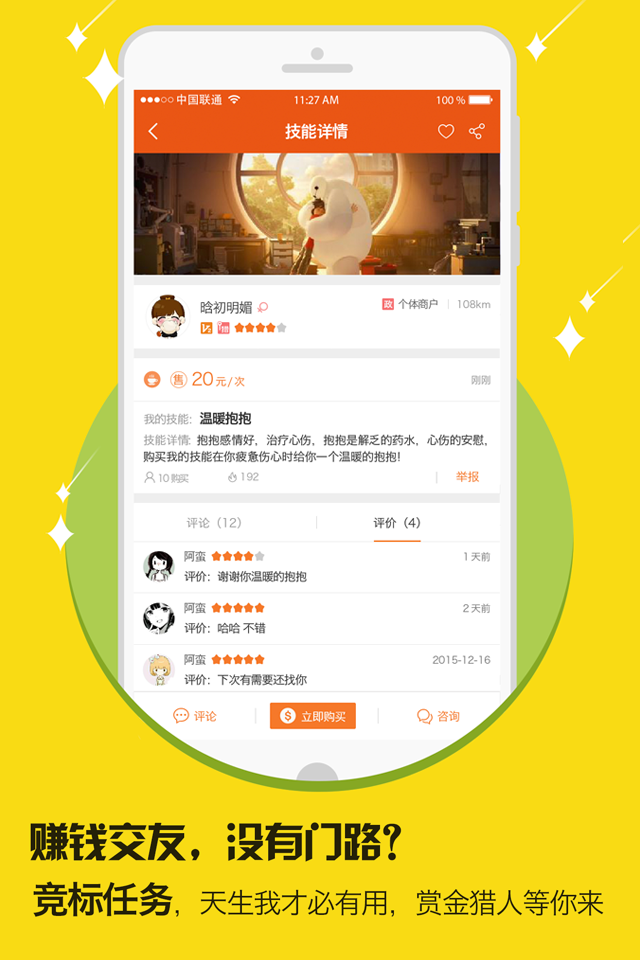 中国联通
11:27 AM
100 %
技能详情
晗初明媚
政 个体商户 108km
售 20元/次 刚刚
我的技能: 温暖抱抱
技能详情: 抱抱感情好，治疗心伤，抱抱是解乏的药水，心伤的安慰，
购买我的技能在你疲惫伤心时给你一个温暖的抱抱！
10 购买 192 举报
评论（12） 评价（4）
阿蛮 1 天前
评价：谢谢你温暖的抱抱
阿蛮 2 天前
评价：哈哈 不错
阿蛮 2015-12-16
评价：下次有需要还找你
评论 $ 立即购买 咨询
赚钱交友，没有门路？
竞标任务，天生我才必有用，赏金猎人等你来